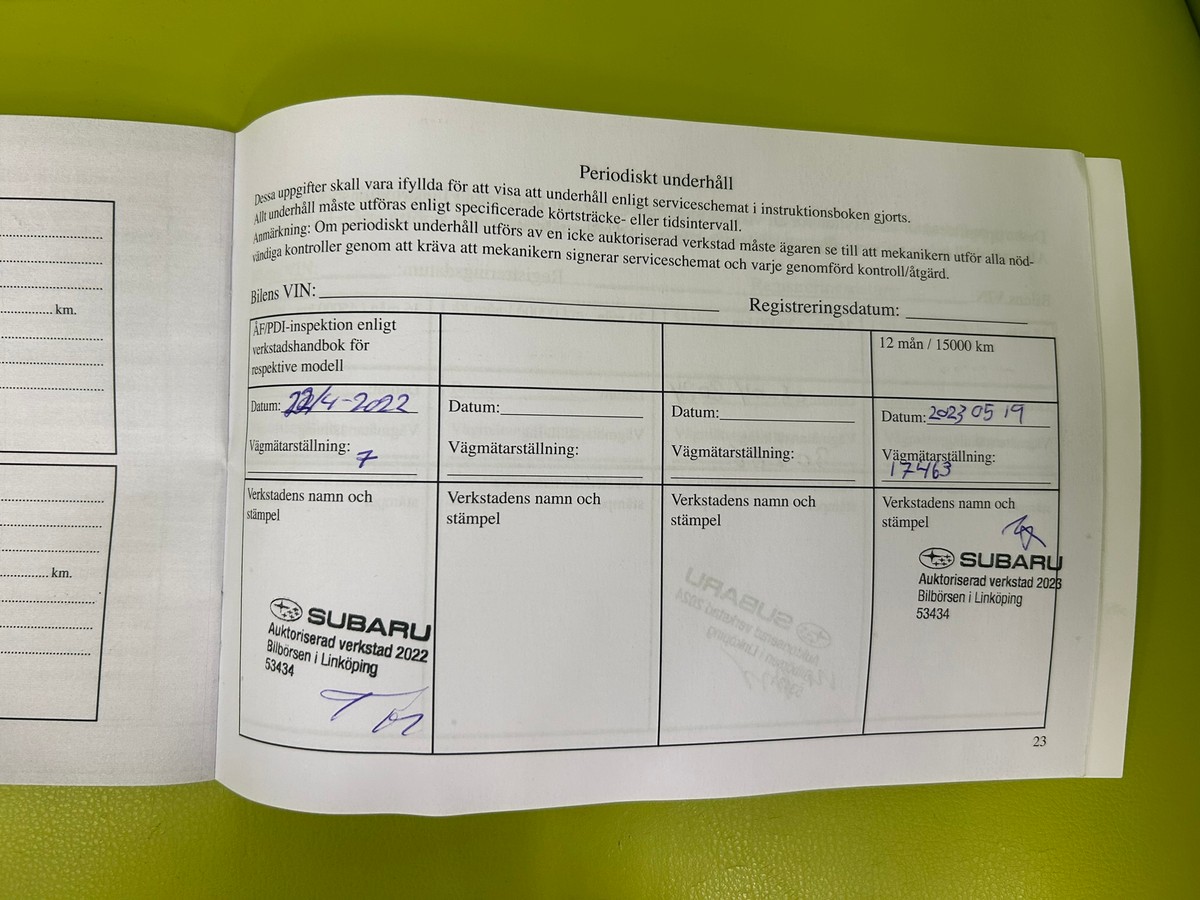 Periodiskt underhåll
Dessa uppgifter skall vara ifyllda för att visa att underhåll enligt serviceschemat i instruktionsboken gjorts.
Allt underhåll måste utföras enligt specificerade körtsträcke- eller tidsintervall.
Anmärkning: Om periodiskt underhåll utförs av en icke auktoriserad verkstad måste ägaren se till att mekanikern utför alla nöd-
vändiga kontroller genom att kräva att mekanikern signerar serviceschemat och varje genomförd kontroll/åtgärd.
Bilens VIN:
Registreringsdatum:
ÅF/PDI-inspektion enligt
verkstadshandbok för
respektive modell
Datum: 22/4-2022
Vägmätarställning:
7
Verkstadens namn och
stämpel
SUBARU
Auktoriserad verkstad 2022
Bilbörsen i Linköping
53434
Datum:
Vägmätarställning:
Verkstadens namn och
stämpel
Datum:
Vägmätarställning:
Verkstadens namn och
stämpel
12 mån / 15000 km
Datum: 2023 05 19
Vägmätarställning:
17463
Verkstadens namn och
stämpel
SUBARU
Auktoriserad verkstad 2023
Bilbörsen i Linköping
53434
23
km.
km.